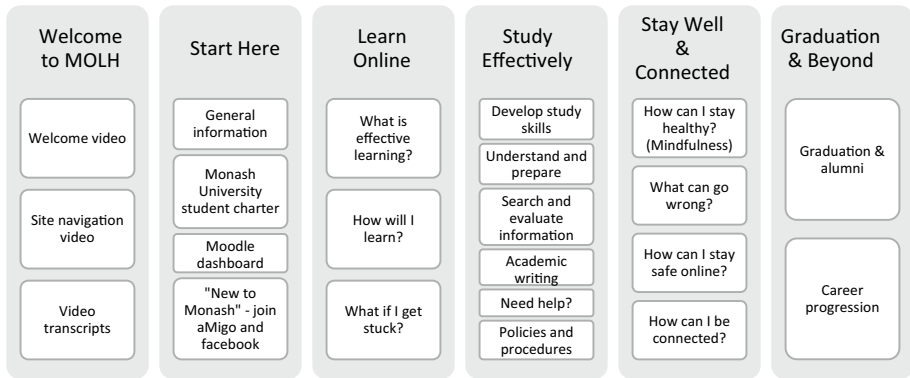 Welcome
to MOLH
Welcome video
Site navigation
video
Video
transcripts
Start Here
General
information
Monash
University
student charter
Moodle
dashboard
"New to
Monash" - join
aMigo and
facebook
Learn
Online
What is
effective
learning?
How will I
learn?
What if I get
stuck?
Study
Effectively
Develop study
skills
Understand and
prepare
Search and
evaluate
information
Academic
writing
Need help?
Policies and
procedures
Stay Well
&
Connected
How can I stay
healthy?
(Mindfulness)
What can go
wrong?
How can I stay
safe online?
How can I be
connected?
Graduation
& Beyond
Graduation &
alumni
Career
progression